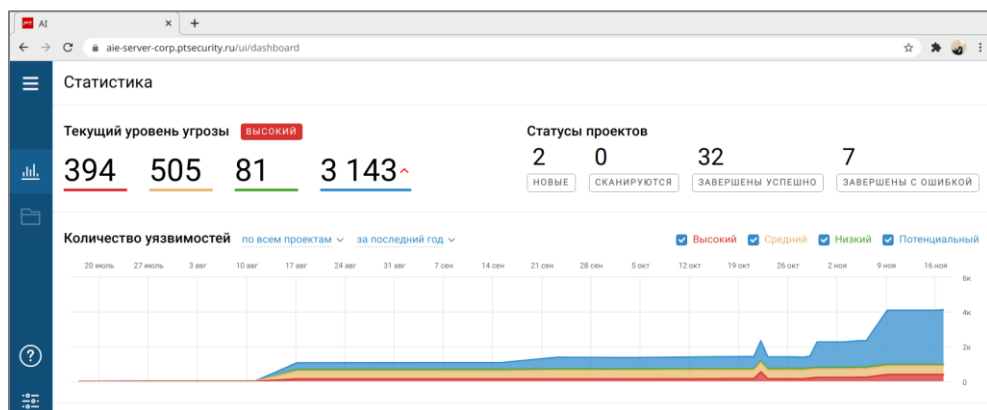 PT AI
aie-server-corp.ptsecurity.ru/ui/dashboard
Статистика
Текущий уровень угрозы ВЫСОКИЙ
394 505 81 3 143
Статусы проектов
2 0 32 7
НОВЫЕ СКАНИРУЮТСЯ ЗАВЕРШЕНЫ УСПЕШНО ЗАВЕРШЕНЫ С ОШИБКОЙ
Количество уязвимостей по всем проектам за последний год Высокий Средний Низкий Потенциальный
20 июль 27 июль 3 авг 10 авг 17 авг 24 авг 31 авг 7 сен 14 сен 21 сен 28 сен 5 окт 12 окт 19 окт 26 окт 2 ноя 9 ноя 16 ноя
6к
4к
2к
0
?